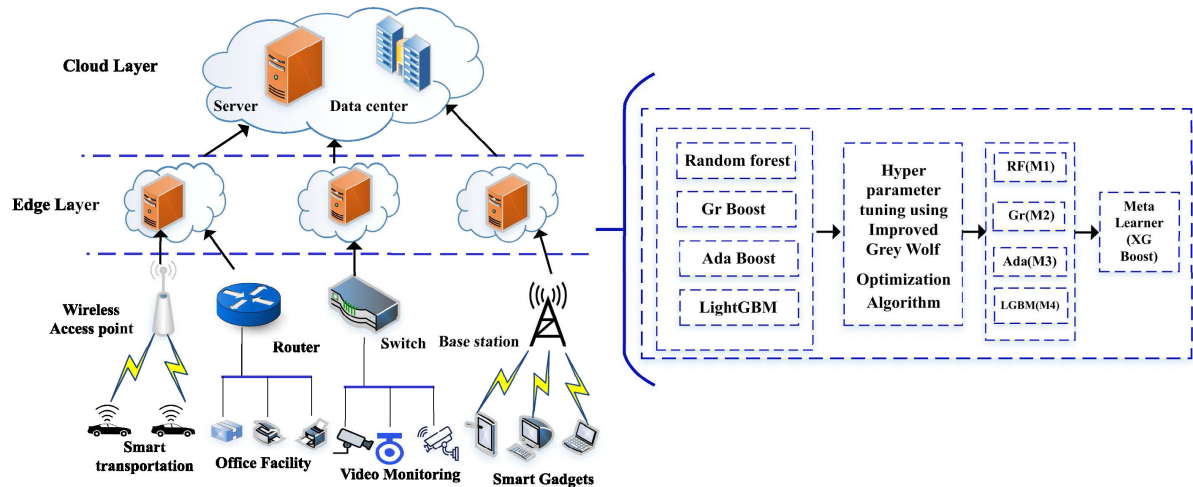 Cloud Layer
Server
Data center
Edge Layer
Wireless
Access point
Router
Switch
Base station
Smart
transportation
Office Facility
Video Monitoring
Smart Gadgets
Random forest
Gr Boost
Ada Boost
LightGBM
Hyper
parameter
tuning using
Improved
Grey Wolf
Optimization
Algorithm
RF(M1)
Gr(M2)
Ada(M3)
LGBM(M4)
Meta
Learner
(XG
Boost)